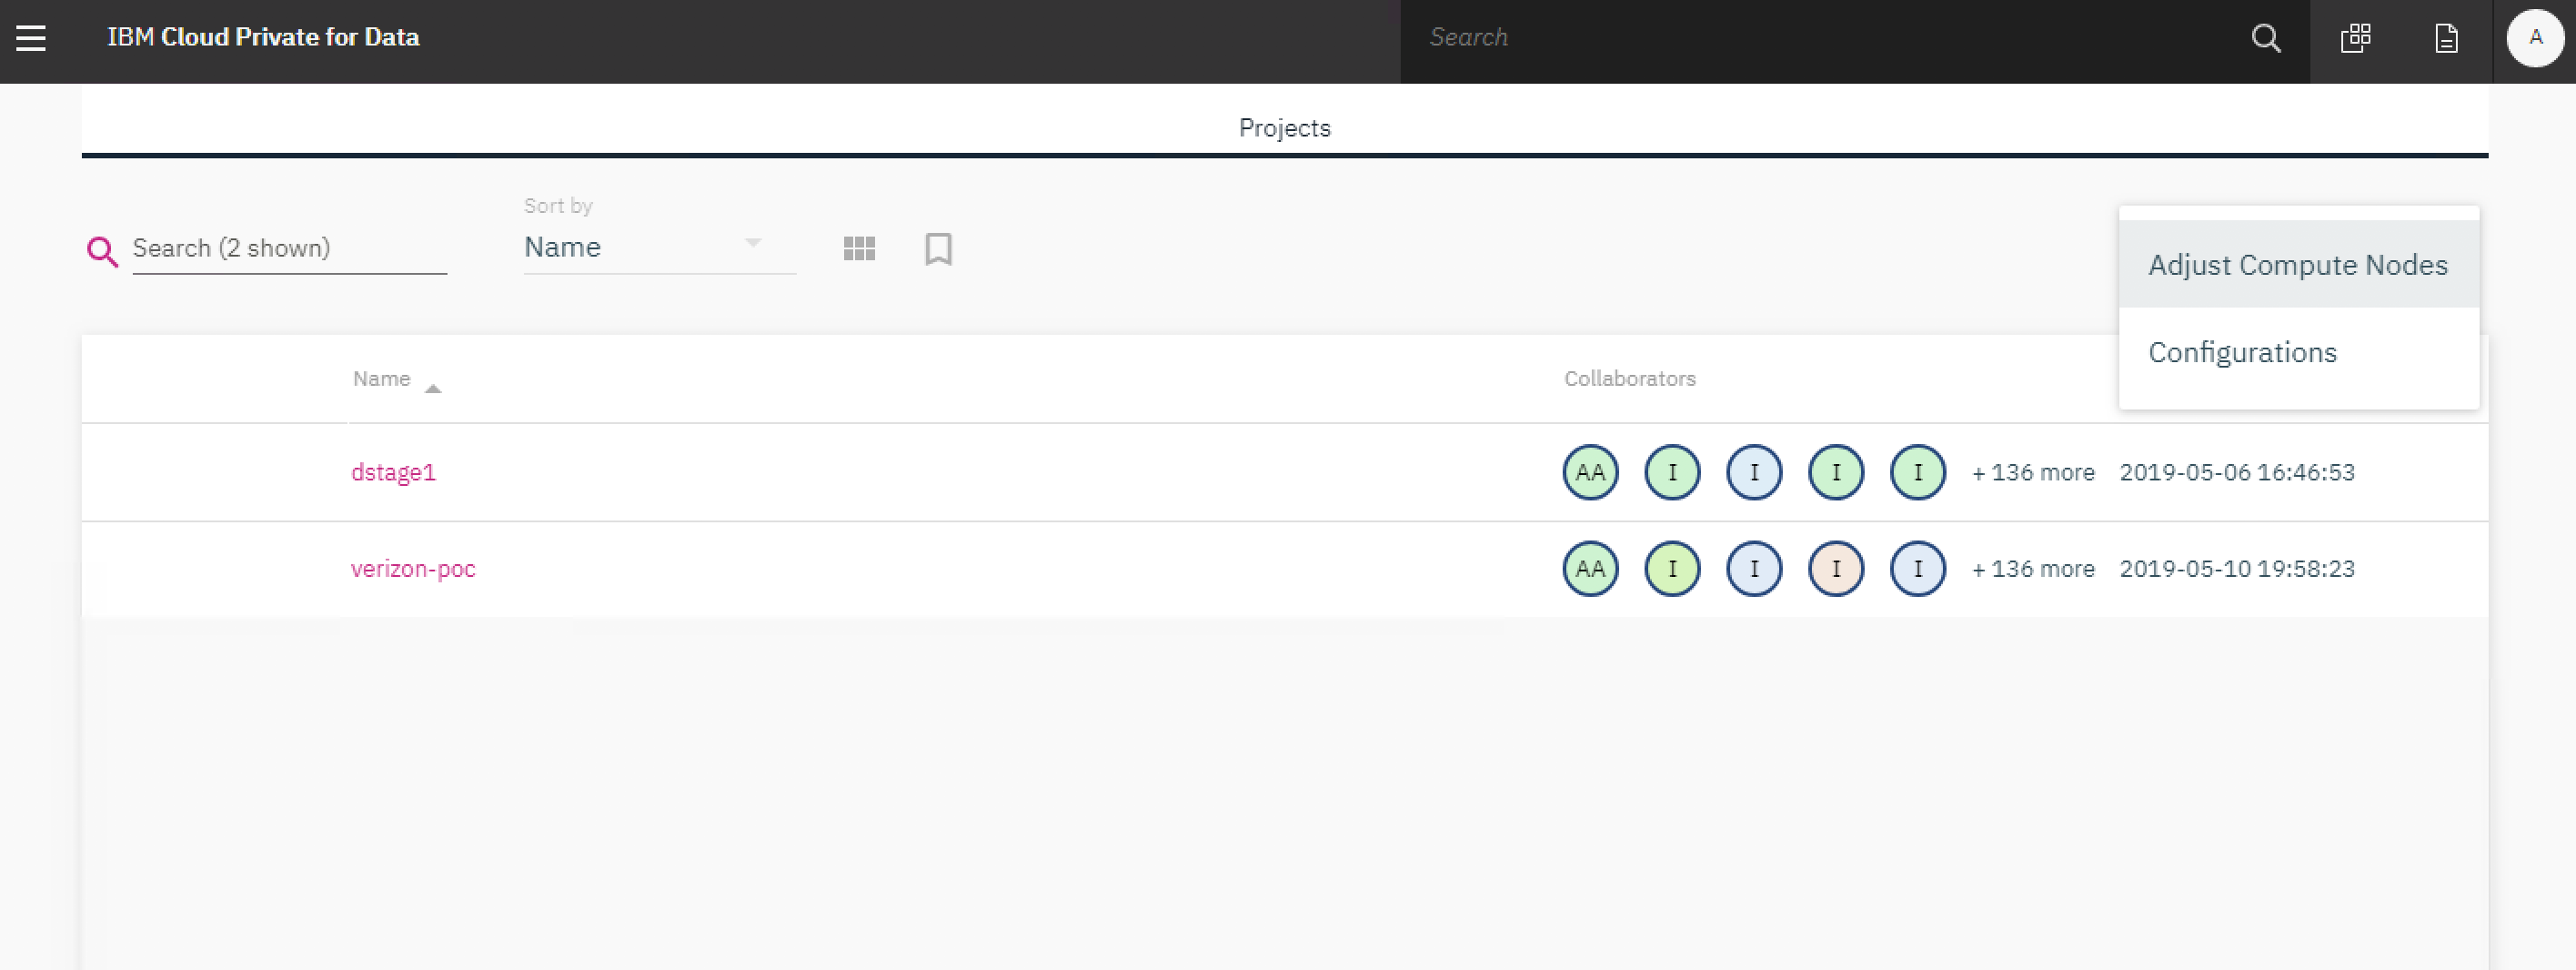 IBM Cloud Private for Data
Search
A
Projects
Sort by
Search (2 shown)
Name
Adjust Compute Nodes
Configurations
Name
Collaborators
dstage1
AA I I I I + 136 more 2019-05-06 16:46:53
verizon-poc
AA I I I I + 136 more 2019-05-10 19:58:23